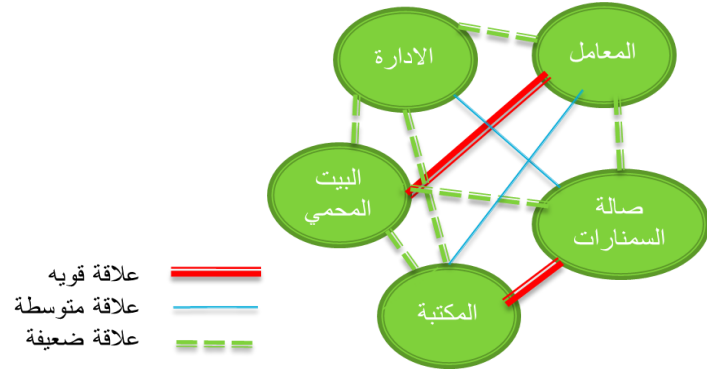 المعامل
الادارة
البيت
المحمي
صالة
السمنارات
المكتبة
علاقة قويه
علاقة متوسطة
علاقة ضعيفة